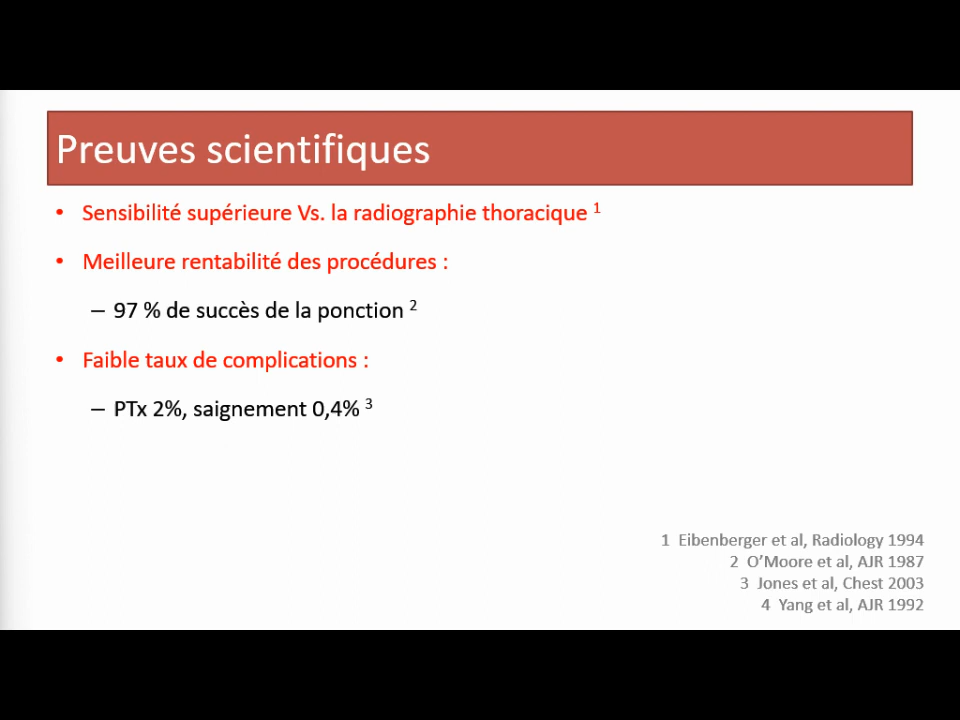 Preuves scientifiques
• Sensibilité supérieure Vs. la radiographie thoracique ¹
• Meilleure rentabilité des procédures :
– 97 % de succès de la ponction ²
• Faible taux de complications :
– PTx 2%, saignement 0,4% ³
1 Eibenberger et al, Radiology 1994
2 O’Moore et al, AJR 1987
3 Jones et al, Chest 2003
4 Yang et al, AJR 1992